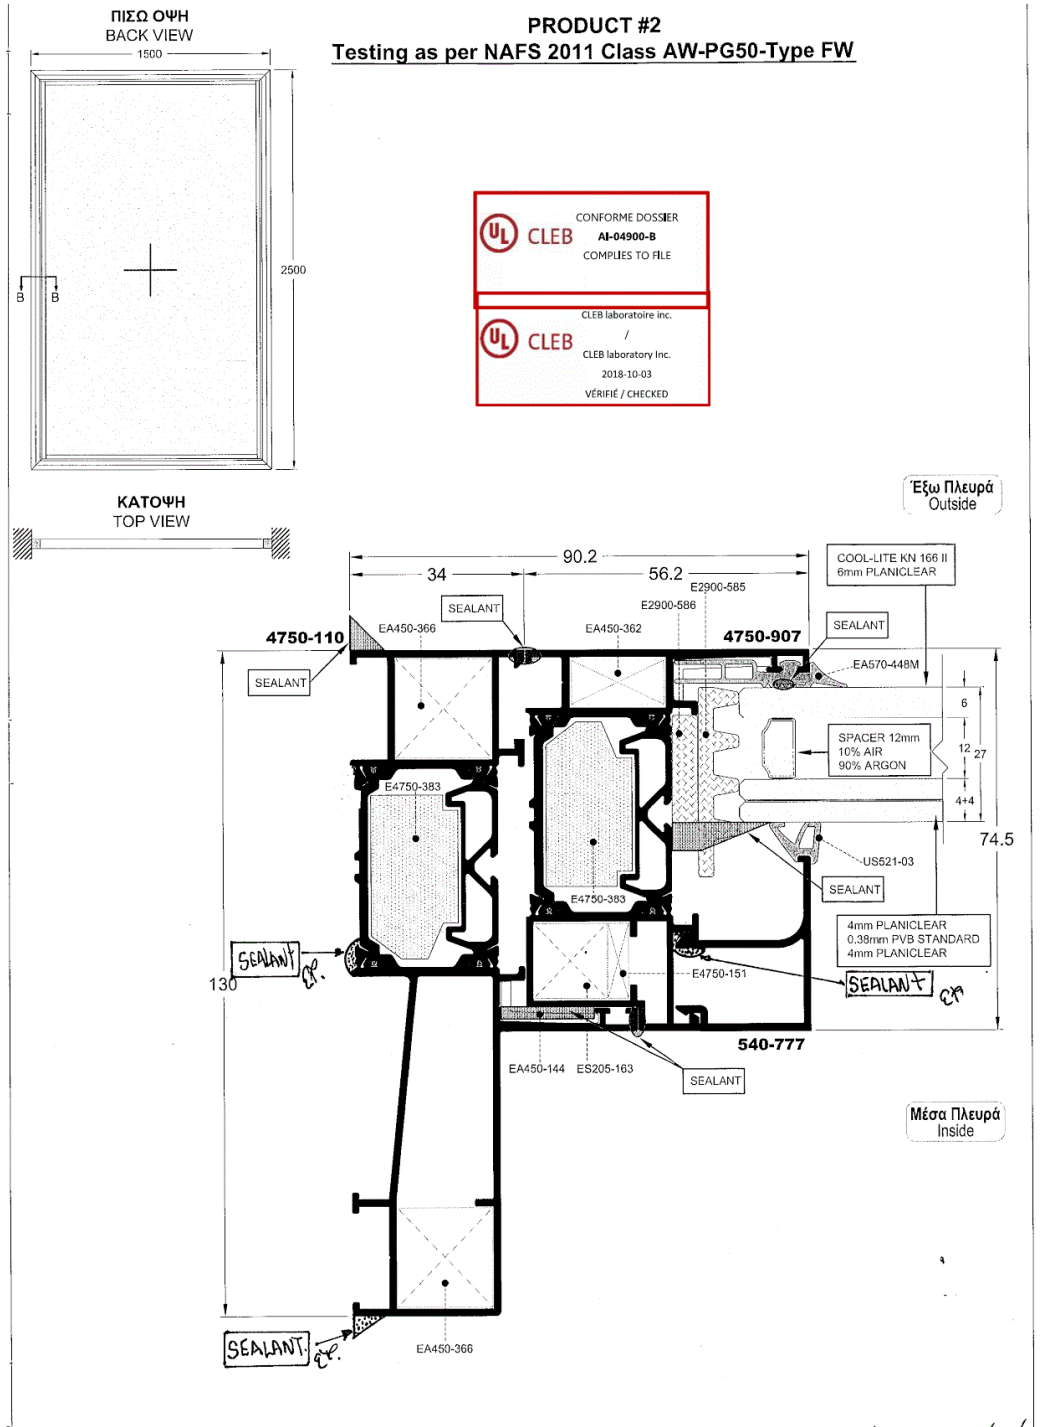 ΠΙΣΩ ΟΨΗ
BACK VIEW
PRODUCT #2
Testing as per NAFS 2011 Class AW-PG50-Type FW
1500
2500
B
B
UL CLEB
CONFORME DOSSIER
AI-04900-B
COMPLIES TO FILE
UL CLEB
CLEB laboratoire inc.
/
CLEB laboratory Inc.
2018-10-03
VÉRIFIÉ / CHECKED
ΚΑΤΟΨΗ
TOP VIEW
Έξω Πλευρά
Outside
90.2
34
56.2
COOL-LITE KN 166 II
6mm PLANICLEAR
E2900-585
E2900-586
SEALANT
EA450-366
EA450-362
4750-110
4750-907
SEALANT
EA570-448M
SEALANT
6
SPACER 12mm
10% AIR
90% ARGON
12
27
4+4
E4750-383
74.5
US521-03
SEALANT
E4750-383
4mm PLANICLEAR
0,38mm PVB STANDARD
4mm PLANICLEAR
SEALANT
130
E4750-151
SEALANT
540-777
EA450-144
ES205-163
SEALANT
Μέσα Πλευρά
Inside
SEALANT.
EA450-366